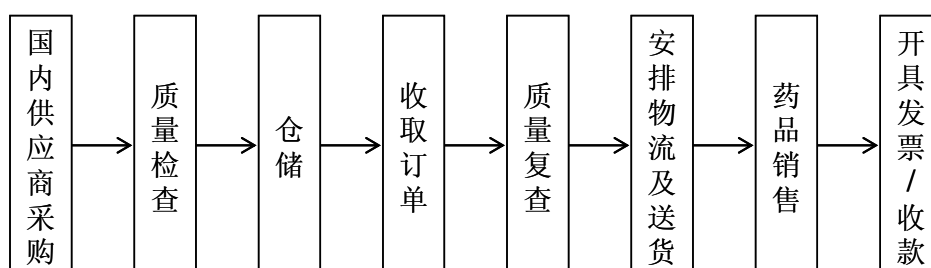 国内供应商采购
质量检查
仓储
收取订单
质量复查
安排物流及送货
药品销售
开具发票/收款